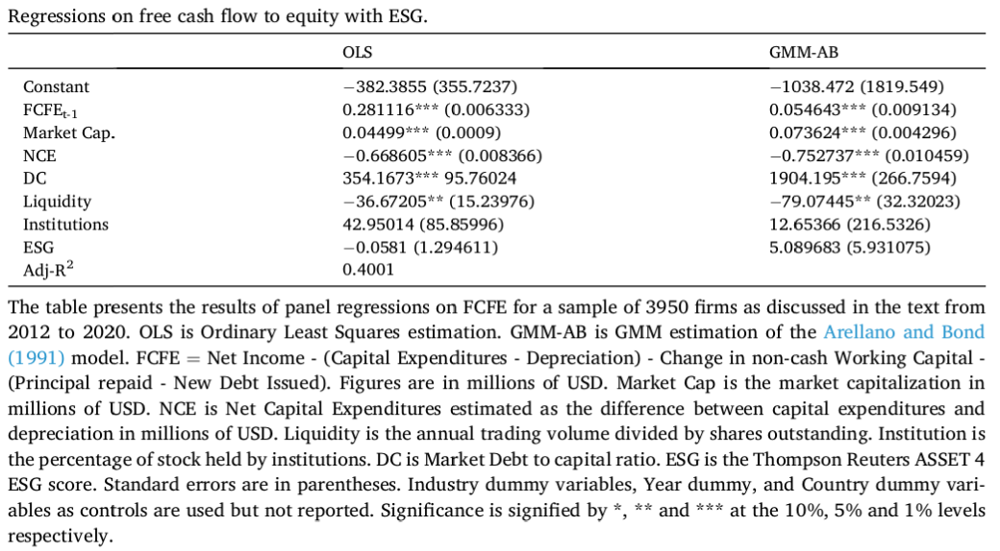 Regressions on free cash flow to equity with ESG.
OLS GMM-AB
Constant −382.3855 (355.7237) −1038.472 (1819.549)
FCFEt-1 0.281116*** (0.006333) 0.054643*** (0.009134)
Market Cap. 0.04499*** (0.0009) 0.073624*** (0.004296)
NCE −0.668605*** (0.008366) −0.752737*** (0.010459)
DC 354.1673*** 95.76024 1904.195*** (266.7594)
Liquidity −36.67205** (15.23976) −79.07445** (32.32023)
Institutions 42.95014 (85.85996) 12.65366 (216.5326)
ESG −0.0581 (1.294611) 5.089683 (5.931075)
Adj-R2 0.4001
The table presents the results of panel regressions on FCFE for a sample of 3950 firms as discussed in the text from
2012 to 2020. OLS is Ordinary Least Squares estimation. GMM-AB is GMM estimation of the Arellano and Bond
(1991) model. FCFE = Net Income - (Capital Expenditures - Depreciation) - Change in non-cash Working Capital -
(Principal repaid - New Debt Issued). Figures are in millions of USD. Market Cap is the market capitalization in
millions of USD. NCE is Net Capital Expenditures estimated as the difference between capital expenditures and
depreciation in millions of USD. Liquidity is the annual trading volume divided by shares outstanding. Institution is
the percentage of stock held by institutions. DC is Market Debt to capital ratio. ESG is the Thompson Reuters ASSET 4
ESG score. Standard errors are in parentheses. Industry dummy variables, Year dummy, and Country dummy vari-
ables as controls are used but not reported. Significance is signified by *, ** and *** at the 10%, 5% and 1% levels
respectively.